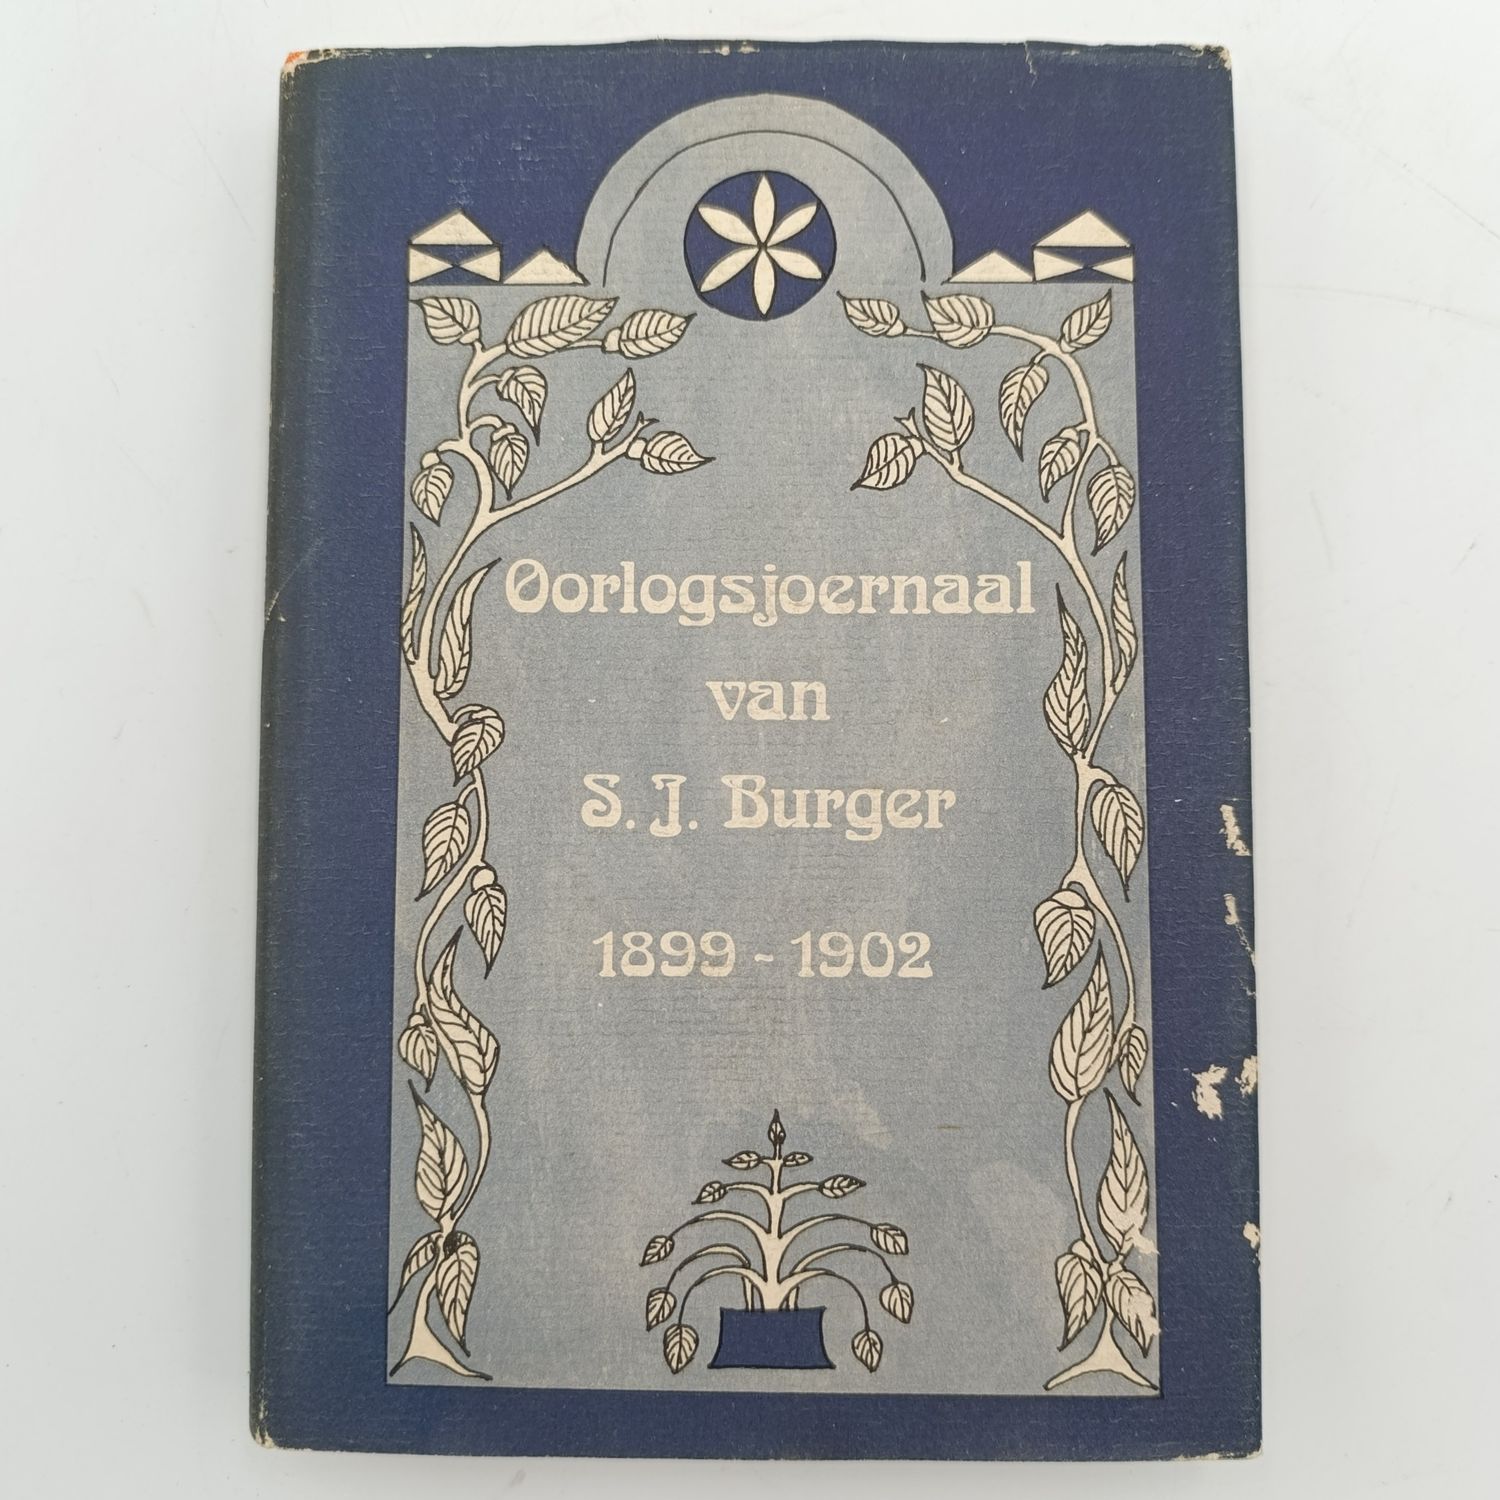 Oorlogsjoernaal
van
S. J. Burger
1899 - 1902